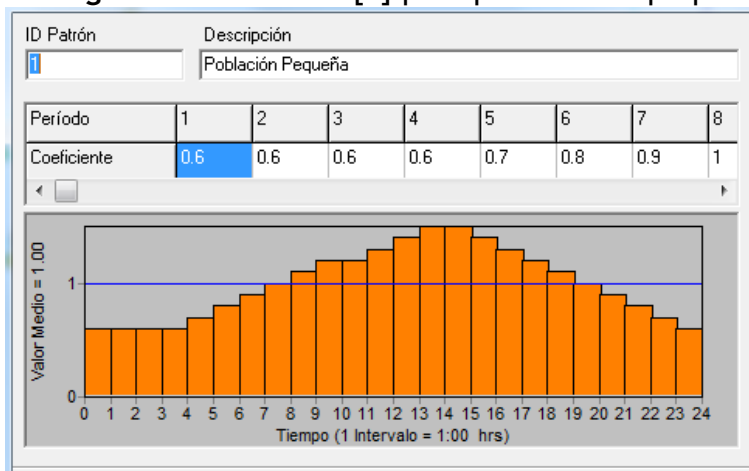 ID Patrón Descripción
1 Población Pequeña
Período 1 2 3 4 5 6 7 8
Coeficiente 0.6 0.6 0.6 0.6 0.7 0.8 0.9 1
Valor Medio = 1.00
1
0
0 1 2 3 4 5 6 7 8 9 10 11 12 13 14 15 16 17 18 19 20 21 22 23 24
Tiempo (1 Intervalo = 1:00 hrs)